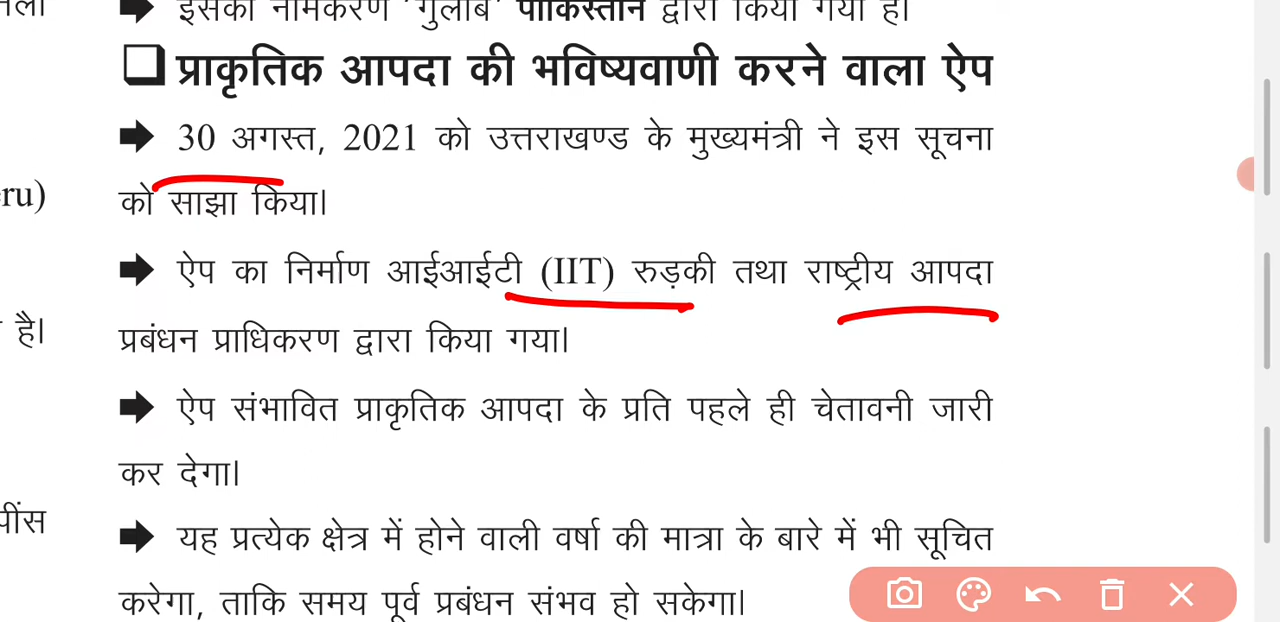 इसका नामकरण 'गुलाब' पाकिस्तान द्वारा किया गया है।
प्राकृतिक आपदा की भविष्यवाणी करने वाला ऐप
30 अगस्त, 2021 को उत्तराखण्ड के मुख्यमंत्री ने इस सूचना
को साझा किया।
ऐप का निर्माण आईआईटी (IIT) रुड़की तथा राष्ट्रीय आपदा
प्रबंधन प्राधिकरण द्वारा किया गया।
ऐप संभावित प्राकृतिक आपदा के प्रति पहले ही चेतावनी जारी
कर देगा।
यह प्रत्येक क्षेत्र में होने वाली वर्षा की मात्रा के बारे में भी सूचित
करेगा, ताकि समय पूर्व प्रबंधन संभव हो सकेगा।
है।